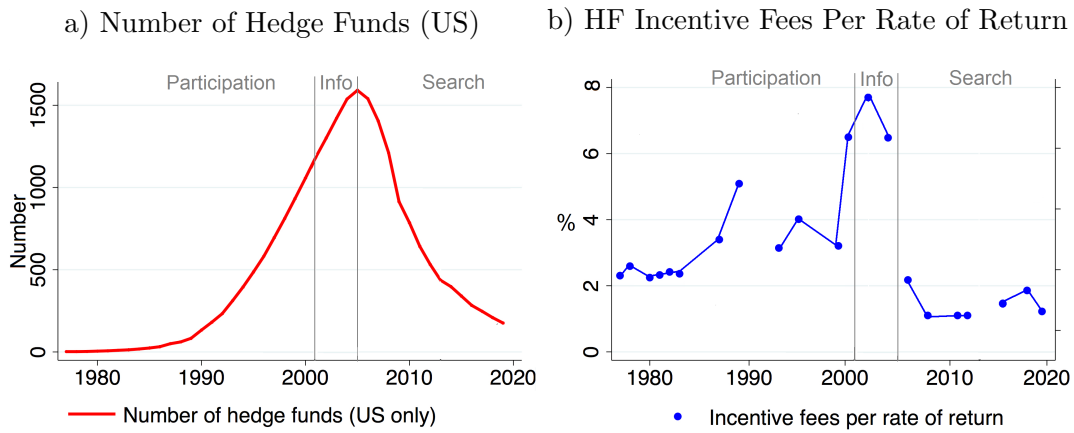 a) Number of Hedge Funds (US)
Participation Info Search
1500
1000
500
0
Number
1980 1990 2000 2010 2020
Number of hedge funds (US only)
b) HF Incentive Fees Per Rate of Return
Participation Info Search
8
6
4
2
0
%
1980 1990 2000 2010 2020
Incentive fees per rate of return